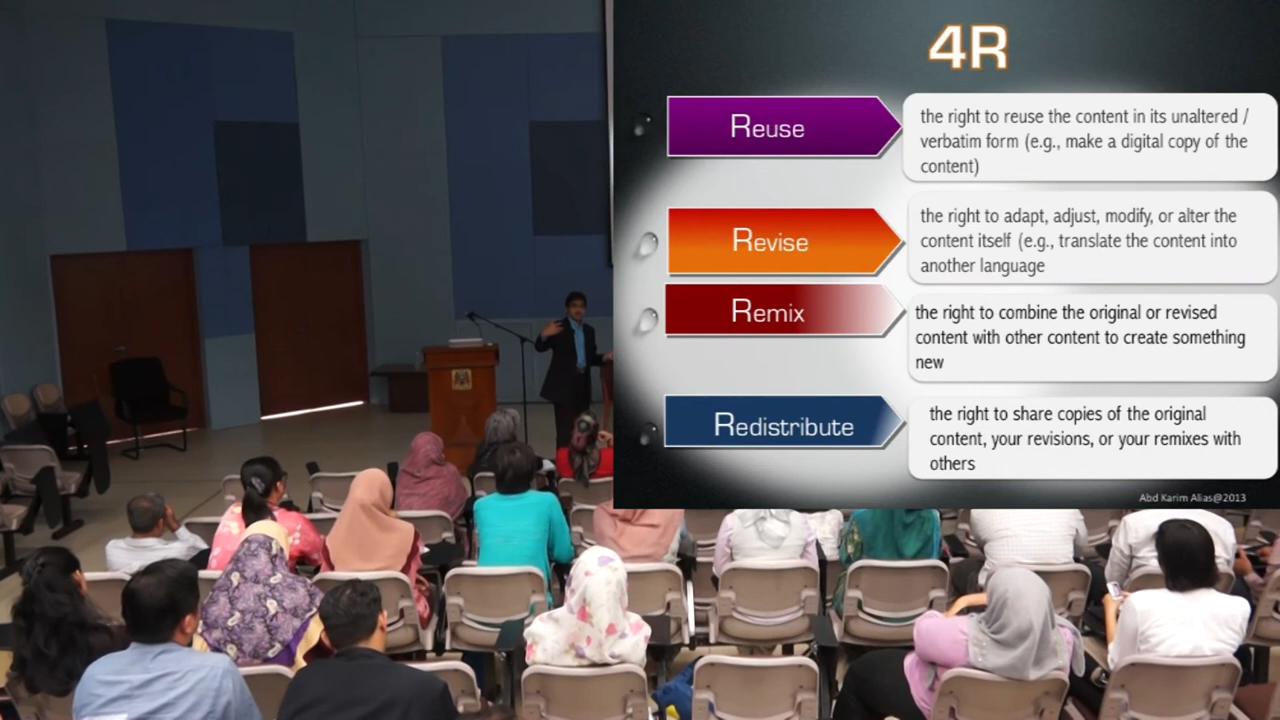 4R
Reuse
the right to reuse the content in its unaltered /
verbatim form (e.g., make a digital copy of the
content)
Revise
the right to adapt, adjust, modify, or alter the
content itself (e.g., translate the content into
another language
Remix
the right to combine the original or revised
content with other content to create something
new
Redistribute
the right to share copies of the original
content, your revisions, or your remixes with
others
Abd Karim Alias@2013